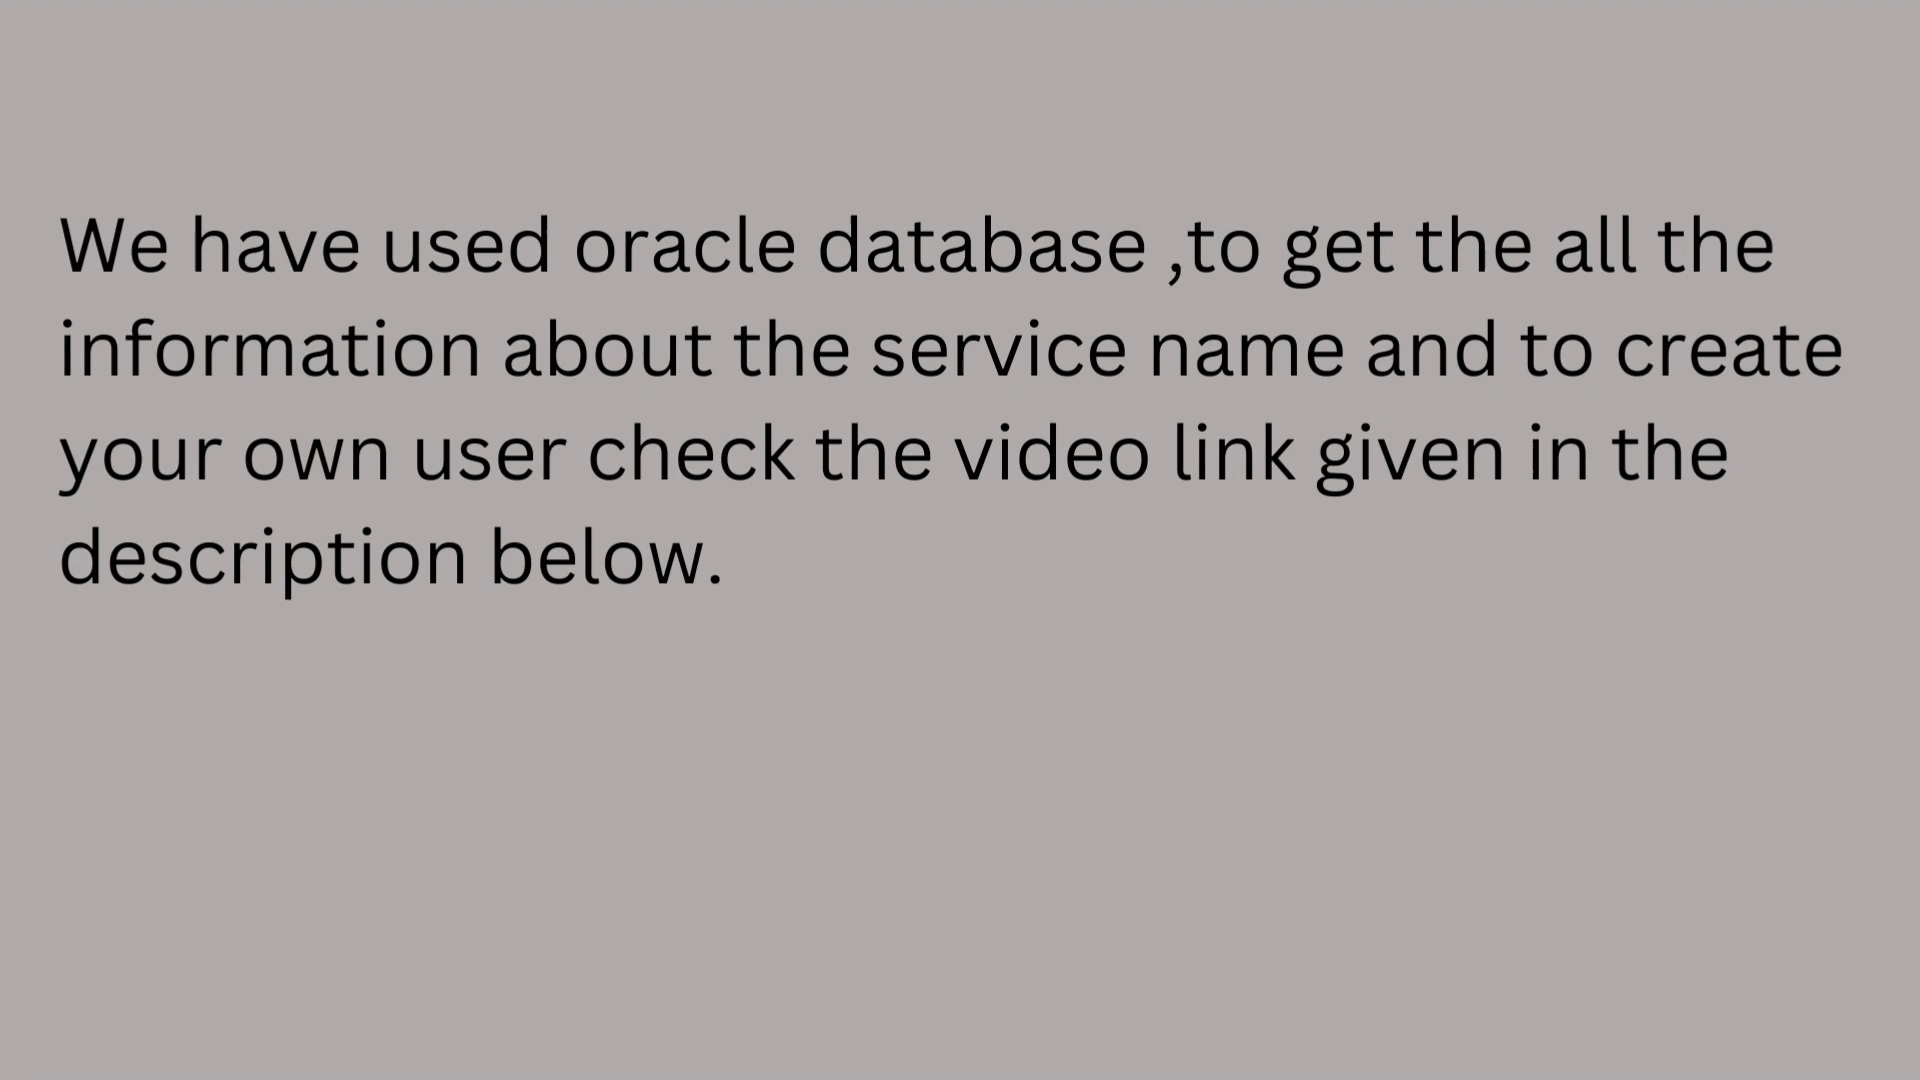 We have used oracle database ,to get the all the
information about the service name and to create
your own user check the video link given in the
description below.